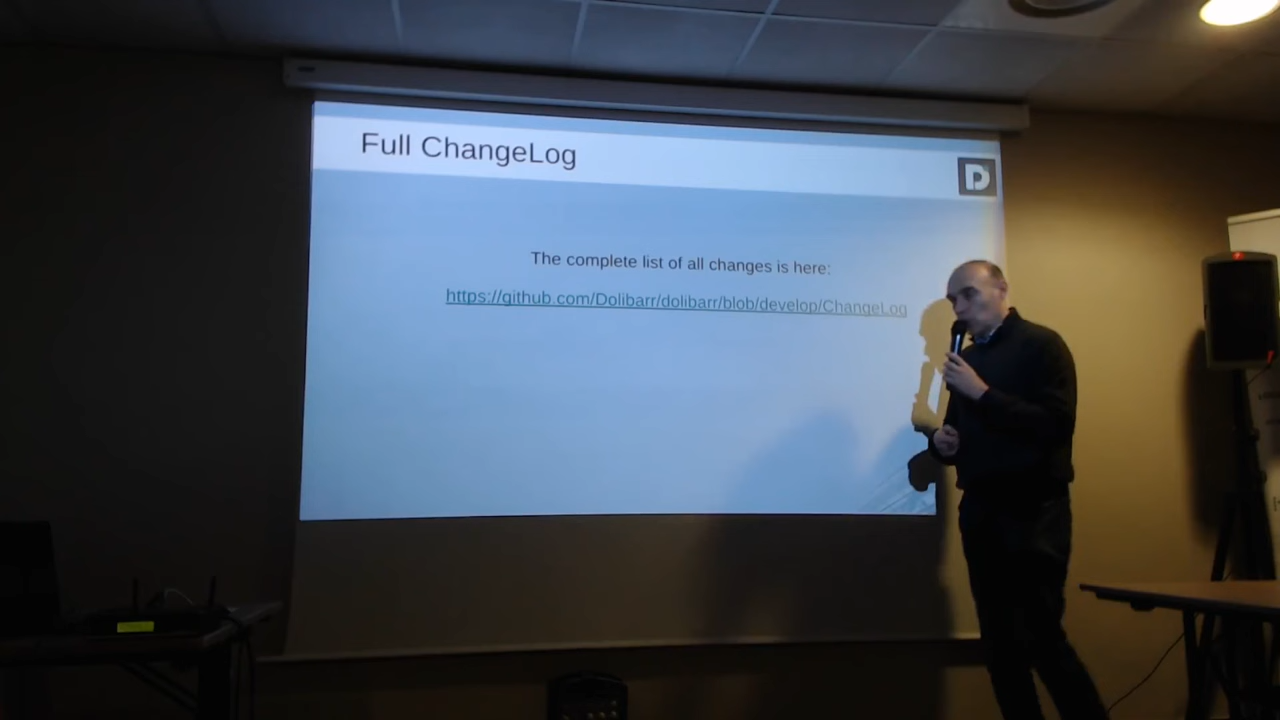 Full ChangeLog
D
The complete list of all changes is here:
https://github.com/Dolibarr/dolibarr/blob/develop/ChangeLog